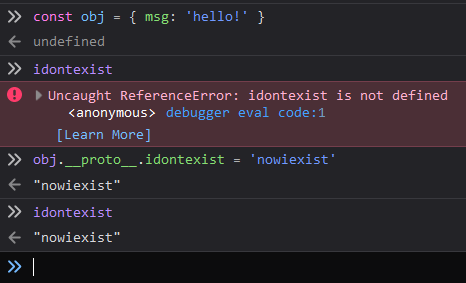 >> const obj = { msg: 'hello!' }
← undefined
>> idontexist
! ▶ Uncaught ReferenceError: idontexist is not defined
<anonymous> debugger eval code:1
[Learn More]
>> obj.__proto__.idontexist = 'nowiexist'
← "nowiexist"
>> idontexist
← "nowiexist"
>>